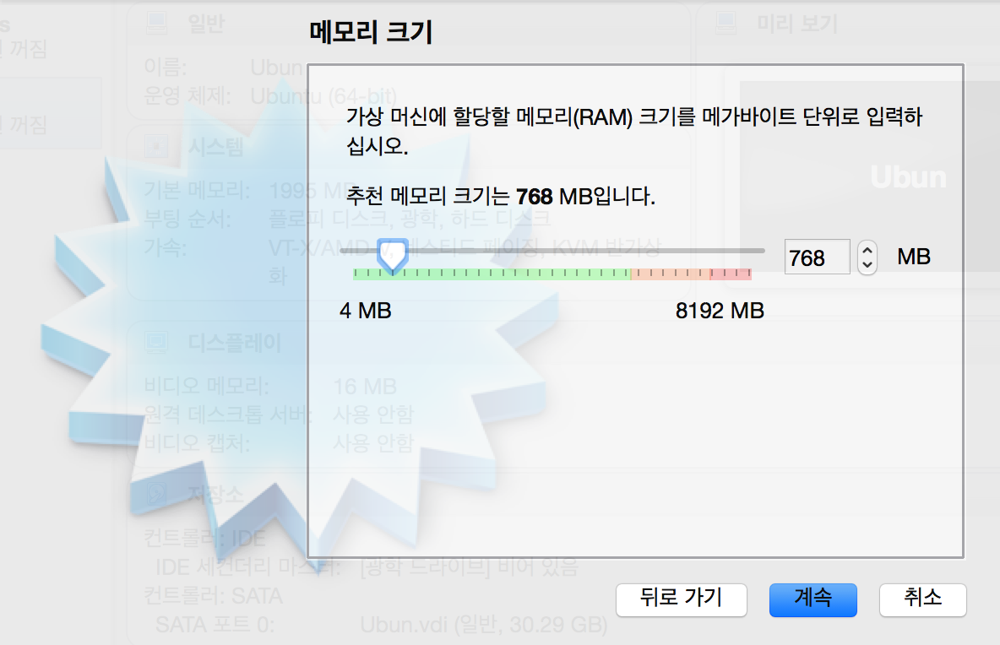 s
꺼짐
꺼짐
일반
이름: Ubun
운영 체제: Ubuntu (64-bit)
미리 보기
Ubun
시스템
기본 메모리: 1995 MB
부팅 순서: 플로피 디스크, 광학, 하드 디스크
가속: VT-X/AMD-V, 네스티드 페이징, KVM 반가상
화
디스플레이
비디오 메모리: 16 MB
원격 데스크톱 서버: 사용 안함
비디오 캡처: 사용 안함
저장소
컨트롤러: IDE
IDE 세컨더리 마스터: [광학 드라이브] 비어 있음
컨트롤러: SATA
SATA 포트 0: Ubun.vdi (일반, 30.29 GB)
메모리 크기
가상 머신에 할당할 메모리(RAM) 크기를 메가바이트 단위로 입력하
십시오.
추천 메모리 크기는 768 MB입니다.
768 MB
4 MB 8192 MB
뒤로 가기 계속 취소